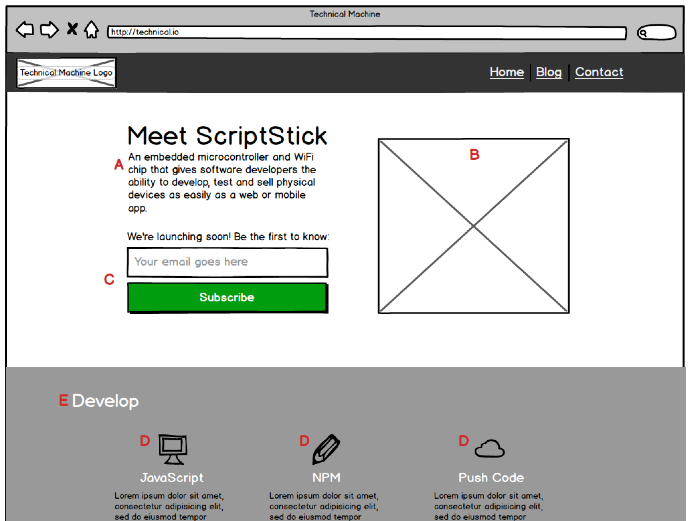 Technical Machine
http://technical.io
Technical Machine Logo
Home Blog Contact
Meet ScriptStick
A
An embedded microcontroller and WiFi
chip that gives software developers the
ability to develop, test and sell physical
devices as easily as a web or mobile
app.
B
We're launching soon! Be the first to know:
C
Your email goes here
Subscribe
E Develop
D D D
JavaScript NPM Push Code
Lorem ipsum dolor sit amet,
consectetur adipisicing elit,
sed do eiusmod tempor
Lorem ipsum dolor sit amet,
consectetur adipisicing elit,
sed do eiusmod tempor
Lorem ipsum dolor sit amet,
consectetur adipisicing elit,
sed do eiusmod tempor